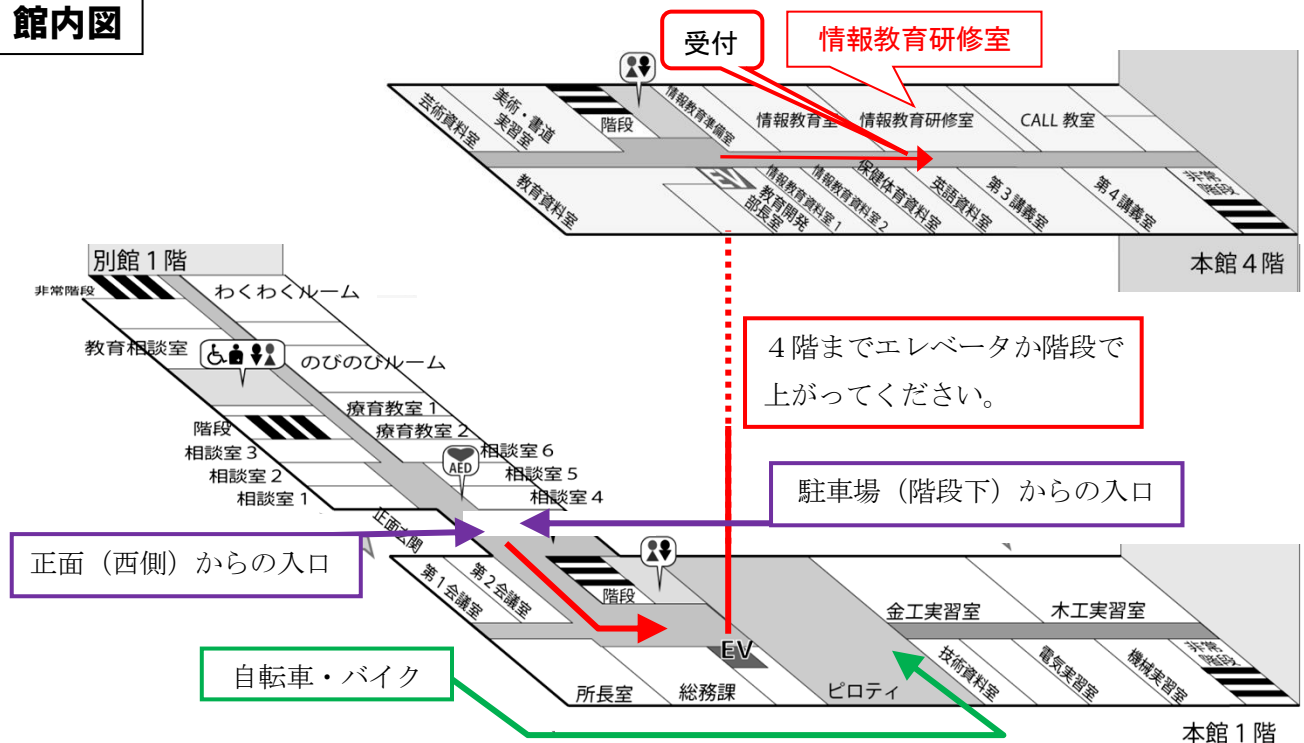 館内図
受付
情報教育研修室
芸術資料室
美術・書道
実習室
階段
情報教育準備室
情報教育室
情報教育研修室
CALL 教室
教育資料室
EV
教育開発
部長室
情報教育資料室1
情報教育資料室2
保健体育資料室
英語資料室
第3講義室
第4講義室
非常
階段
本館4階
別館1階
非常階段
わくわくルーム
教育相談室
のびのびルーム
療育教室1
階段
療育教室2
相談室3
AED
相談室6
相談室2
相談室5
相談室1
相談室4
4階までエレベータか階段で
上がってください。
駐車場（階段下）からの入口
正面玄関
正面（西側）からの入口
第1会議室
第2会議室
階段
EV
金工実習室
木工実習室
技術資料室
電気実習室
機械実習室
非常
階段
自転車・バイク
所長室
総務課
ピロティ
本館1階